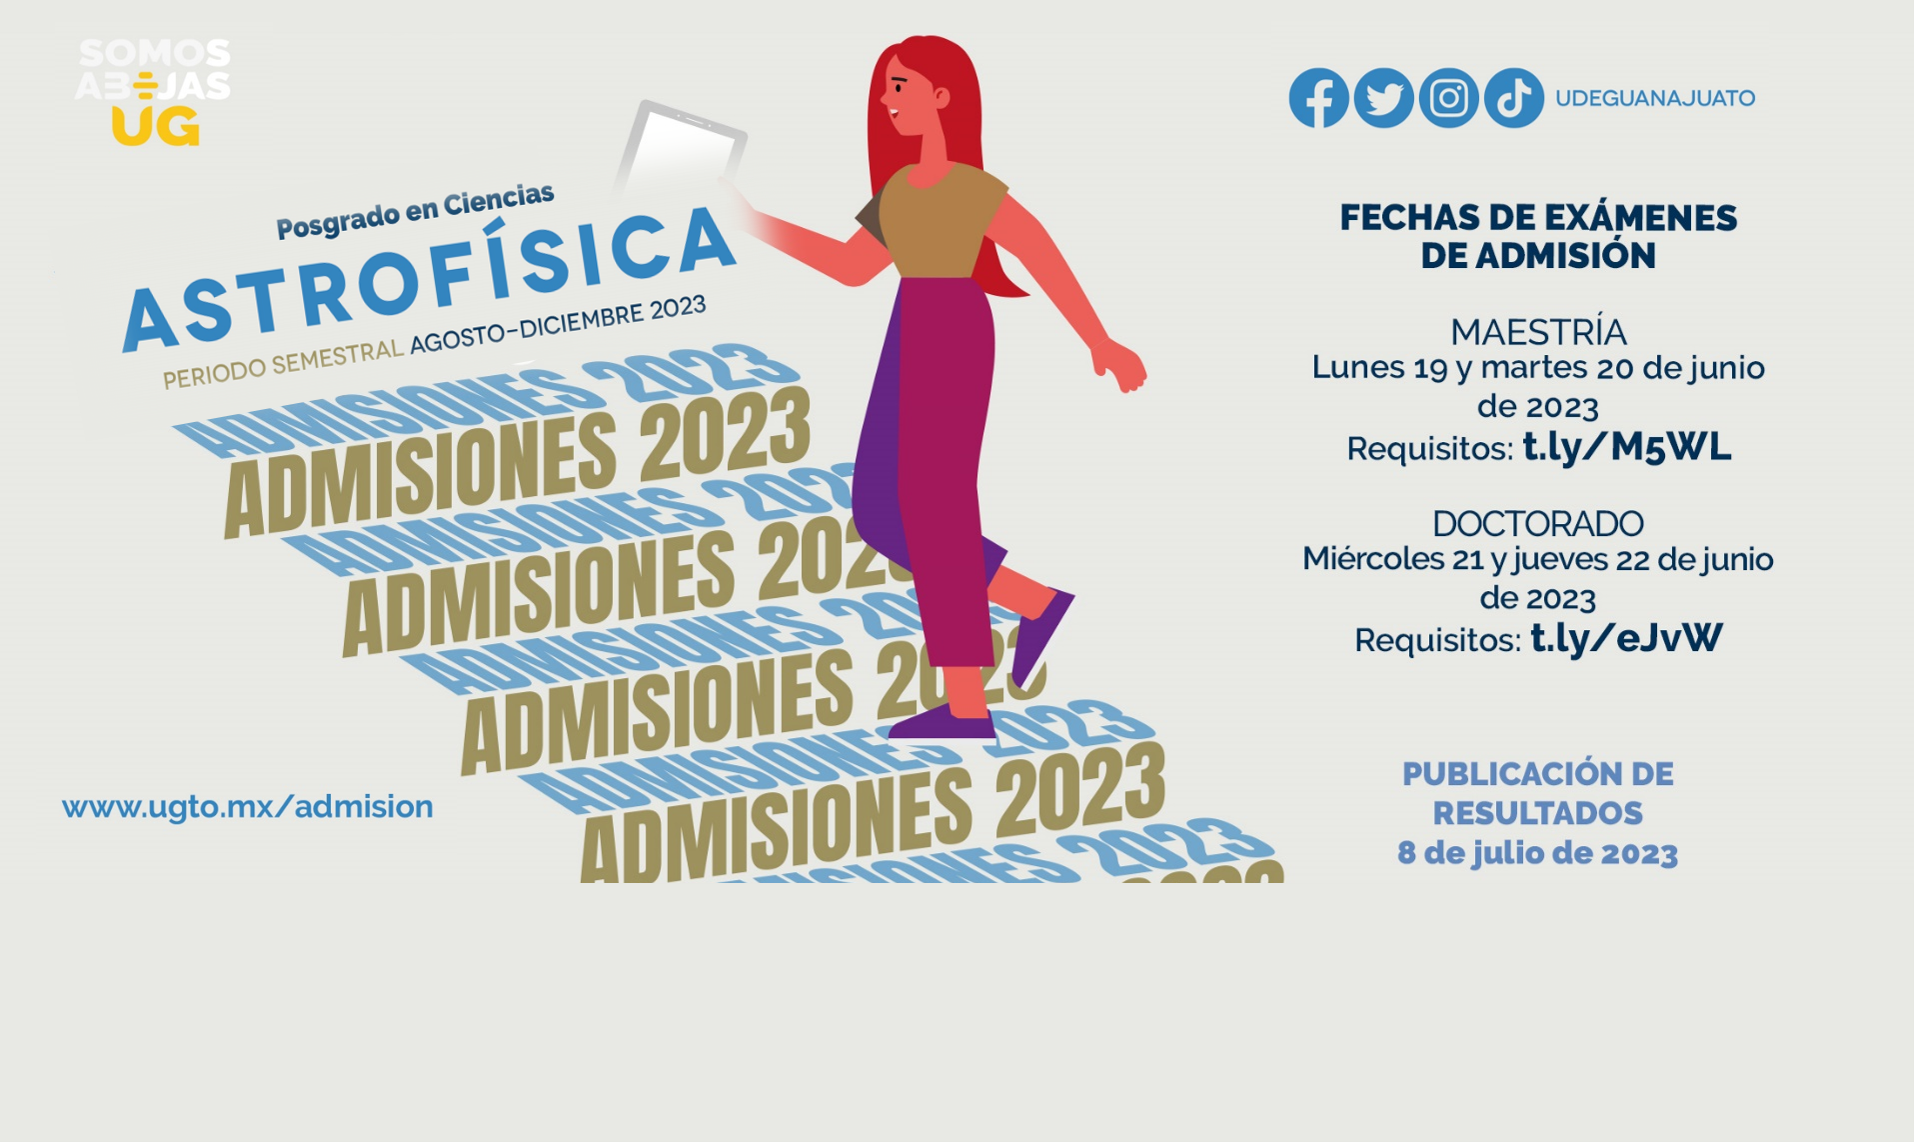 SOMOS
ABEJAS
UG
Posgrado en Ciencias
ASTROFÍSICA
PERIODO SEMESTRAL AGOSTO-DICIEMBRE 2023
ADMISIONES 2023
ADMISIONES 2023
ADMISIONES 2023
ADMISIONES 2023
ADMISIONES 2023
ADMISIONES 2023
ADMISIONES 2023
ADMISIONES 2023
www.ugto.mx/admision
UDEGUANAJUATO
FECHAS DE EXÁMENES
DE ADMISIÓN
MAESTRÍA
Lunes 19 y martes 20 de junio
de 2023
Requisitos: t.ly/M5WL
DOCTORADO
Miércoles 21 y jueves 22 de junio
de 2023
Requisitos: t.ly/eJvW
PUBLICACIÓN DE
RESULTADOS
8 de julio de 2023